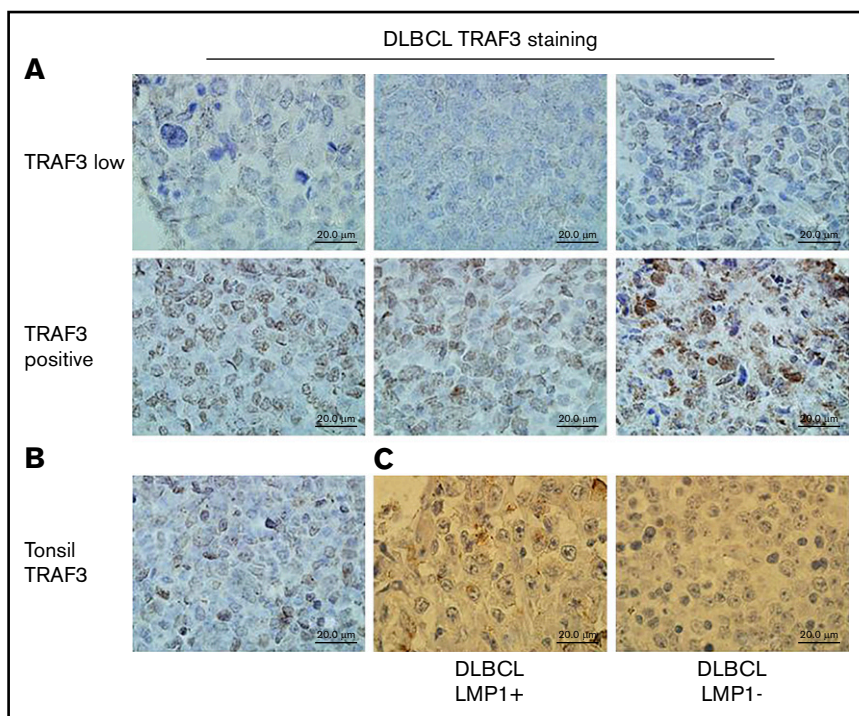 DLBCL TRAF3 staining
A
TRAF3 low
20.0 µm
20.0 µm
20.0 µm
TRAF3
positive
20.0 µm
20.0 µm
20.0 µm
B
C
Tonsil
TRAF3
20.0 µm
20.0 µm
20.0 µm
DLBCL
LMP1+
DLBCL
LMP1-